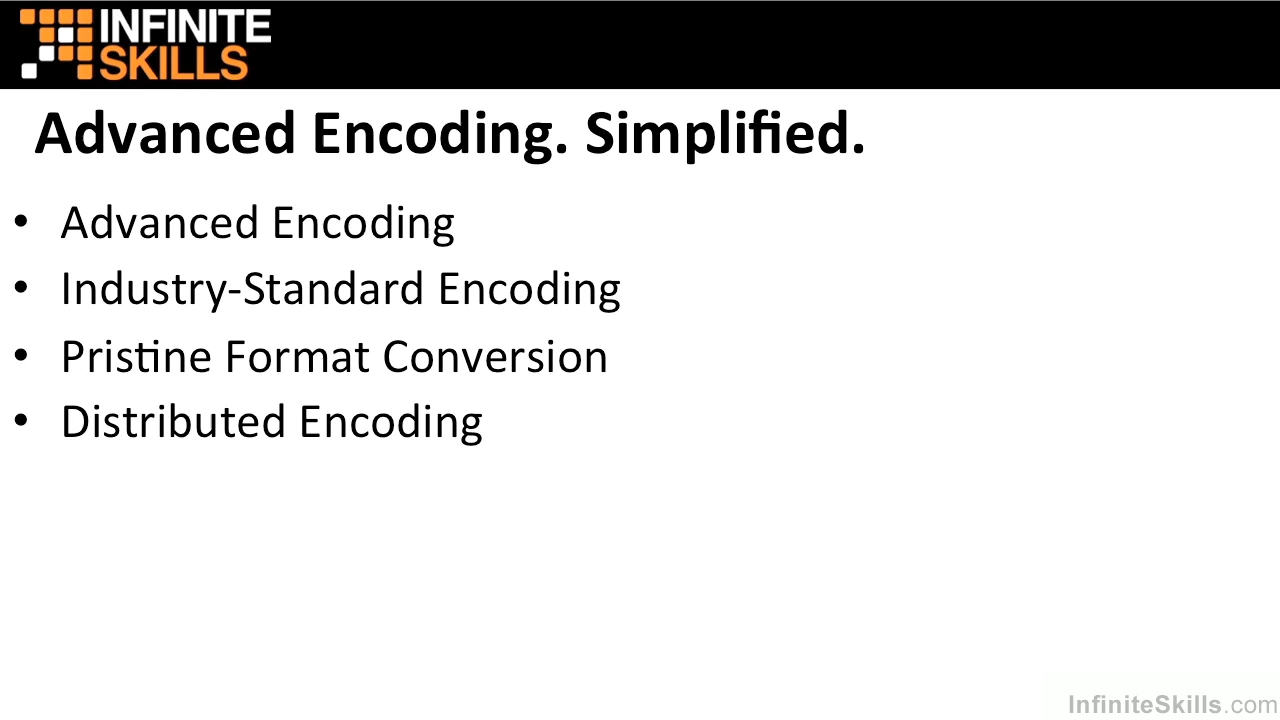 INFINITE
SKILLS
Advanced Encoding. Simplified.
• Advanced Encoding
• Industry-Standard Encoding
• Pristine Format Conversion
• Distributed Encoding
InfiniteSkills.com